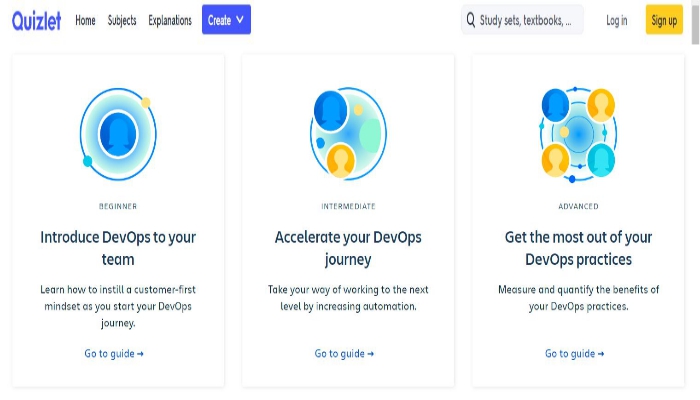 Quizlet Home Subjects Explanations Create Study sets, textbooks, ... Log in Sign up
BEGINNER
Introduce DevOps to your
team
Learn how to instill a customer-first
mindset as you start your DevOps
journey.
Go to guide →
INTERMEDIATE
Accelerate your DevOps
journey
Take your way of working to the next
level by increasing automation.
Go to guide →
ADVANCED
Get the most out of your
DevOps practices
Measure and quantify the benefits of
your DevOps practices.
Go to guide →